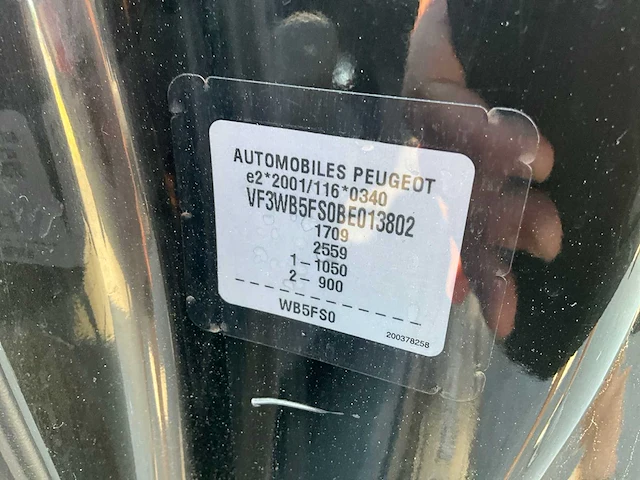 AUTOMOBILES PEUGEOT
e2*2001/116*0340
VF3WB5FS0BE013802
1709
2559
1-1050
2- 900
WB5FS0
200378258